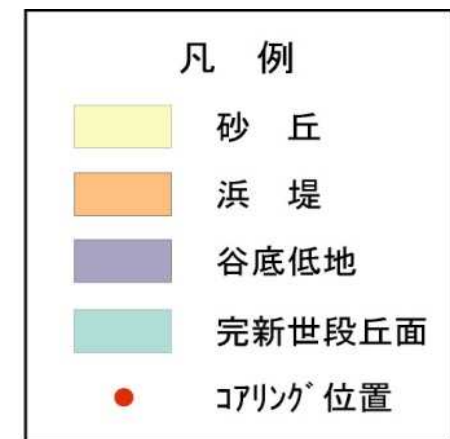 凡　例
砂　丘
浜　堤
谷底低地
完新世段丘面
ｺｱﾘﾝｸﾞ位置